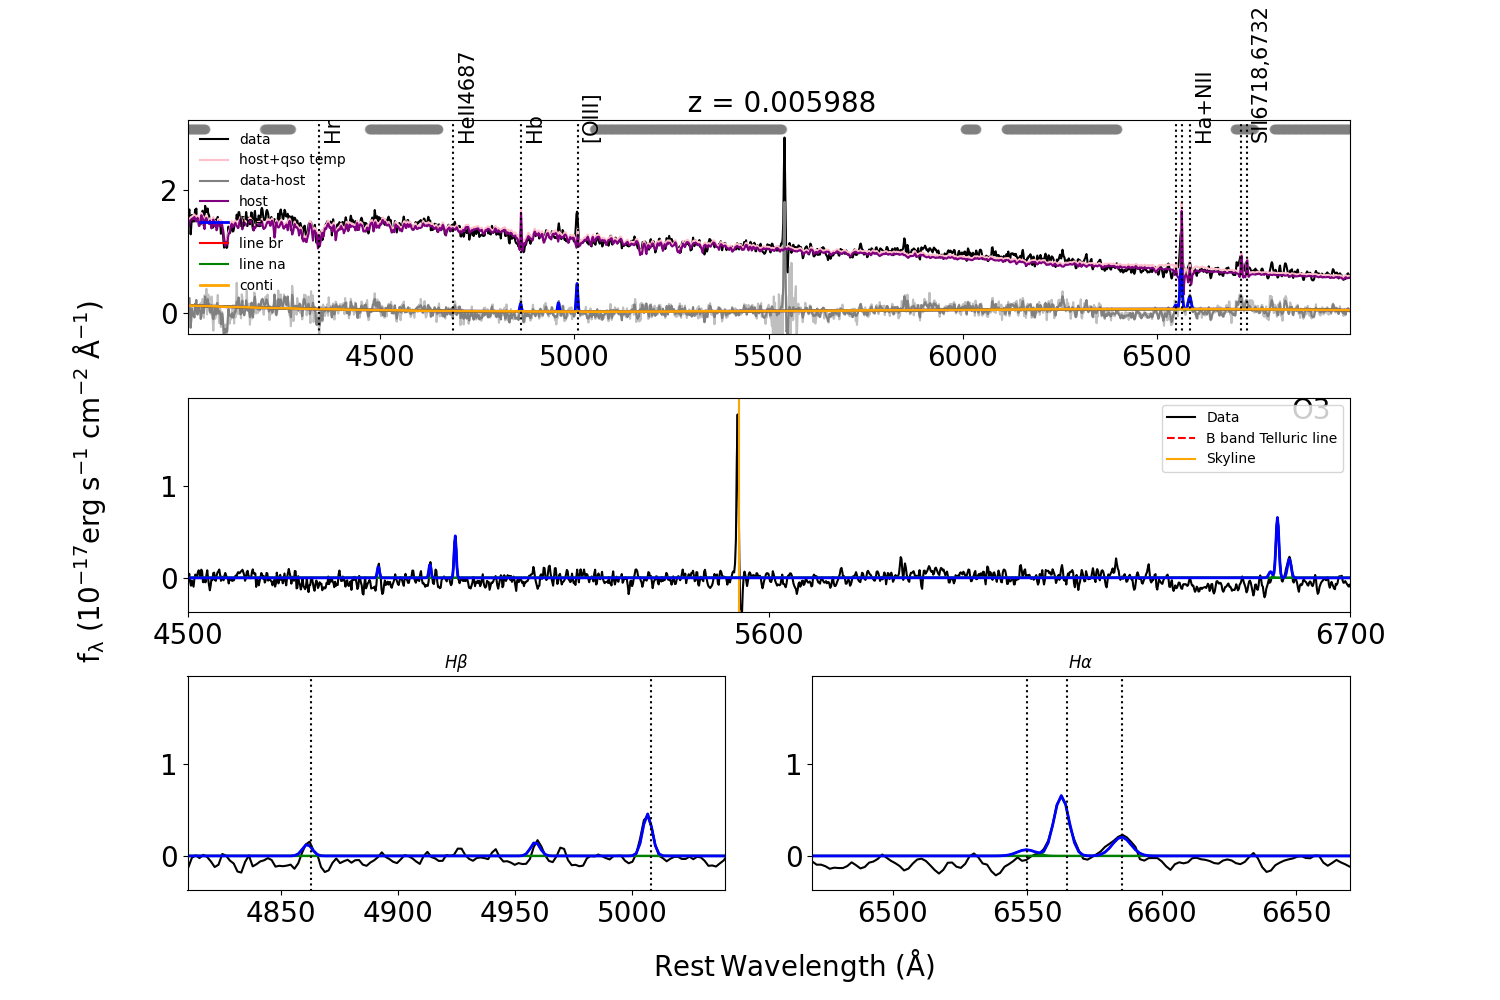 z = 0.005988
Hr
HeII4687
Hb
[OIII]
Ha+NII
SII6718,6732
data
host+qso temp
data-host
host
line br
line na
conti
2
0
4500
5000
5500
6000
6500
f_λ (10^−17 erg s^−1 cm^−2 Å^−1)
O3
Data
B band Telluric line
Skyline
1
0
4500
5600
6700
Hβ
1
0
4850
4900
4950
5000
Hα
1
0
6500
6550
6600
6650
Rest Wavelength (Å)